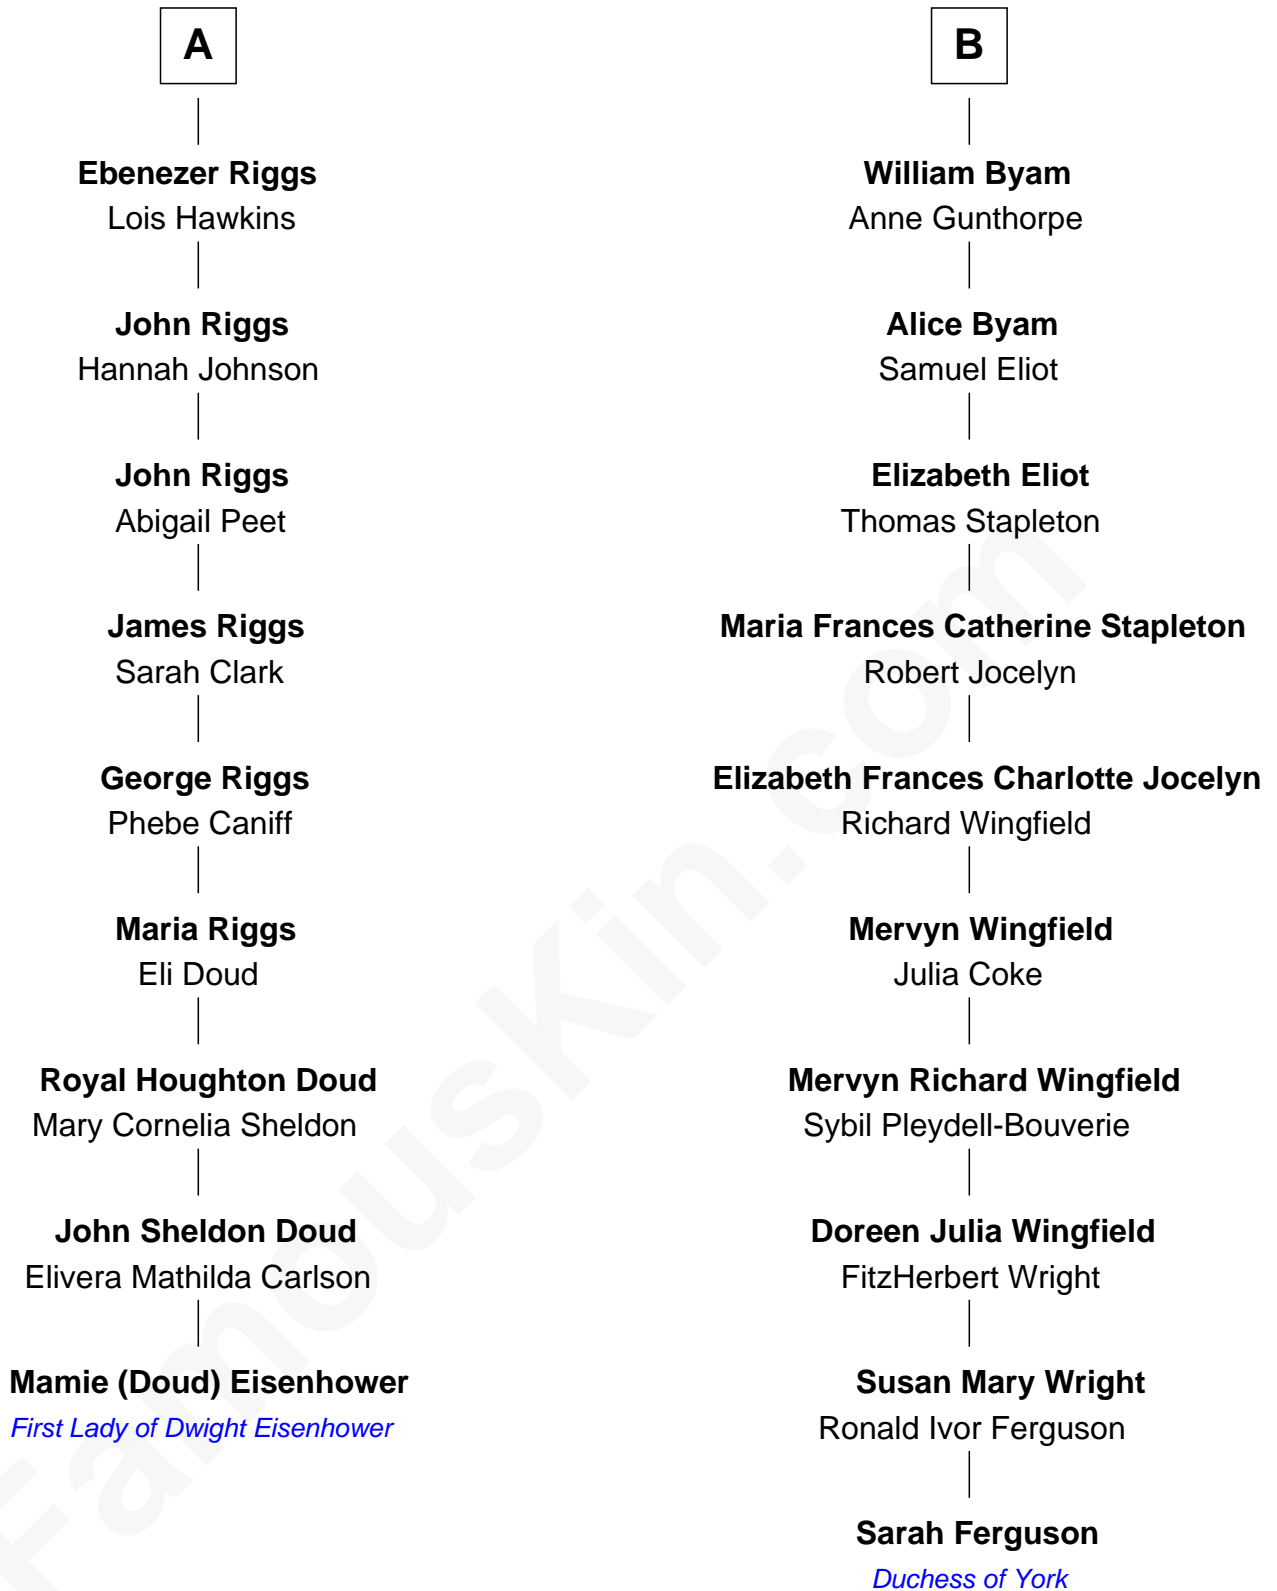 A
Ebenezer Riggs
Lois Hawkins
John Riggs
Hannah Johnson
John Riggs
Abigail Peet
James Riggs
Sarah Clark
George Riggs
Phebe Caniff
Maria Riggs
Eli Doud
Royal Houghton Doud
Mary Cornelia Sheldon
John Sheldon Doud
Elivera Mathilda Carlson
Mamie (Doud) Eisenhower
First Lady of Dwight Eisenhower
B
William Byam
Anne Gunthorpe
Alice Byam
Samuel Eliot
Elizabeth Eliot
Thomas Stapleton
Maria Frances Catherine Stapleton
Robert Jocelyn
Elizabeth Frances Charlotte Jocelyn
Richard Wingfield
Mervyn Wingfield
Julia Coke
Mervyn Richard Wingfield
Sybil Pleydell-Bouverie
Doreen Julia Wingfield
FitzHerbert Wright
Susan Mary Wright
Ronald Ivor Ferguson
Sarah Ferguson
Duchess of York
FamousKin.com